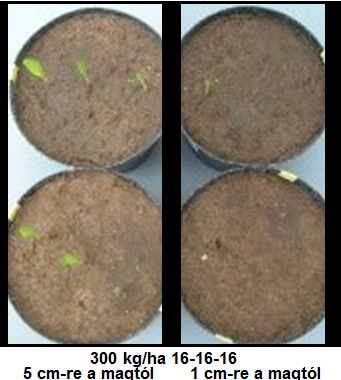 300 kg/ha 16-16-16
5 cm-re a magtól 1 cm-re a magtól